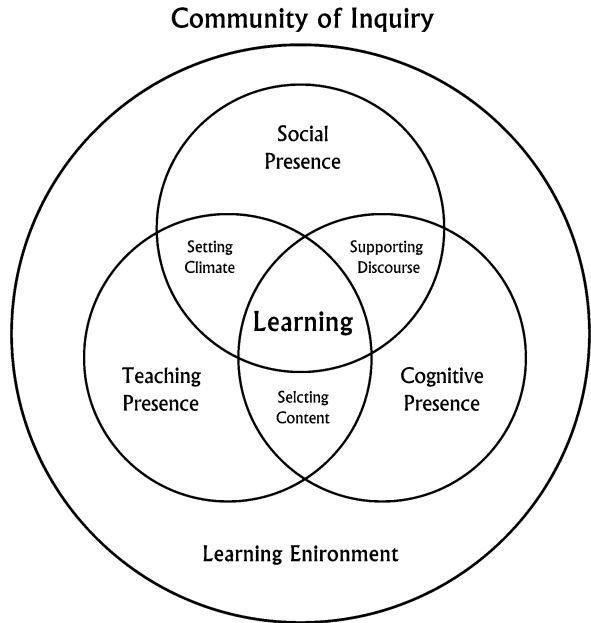 Community of Inquiry
Social
Presence
Setting
Climate
Supporting
Discourse
Learning
Teaching
Presence
Cognitive
Presence
Selcting
Content
Learning Enironment